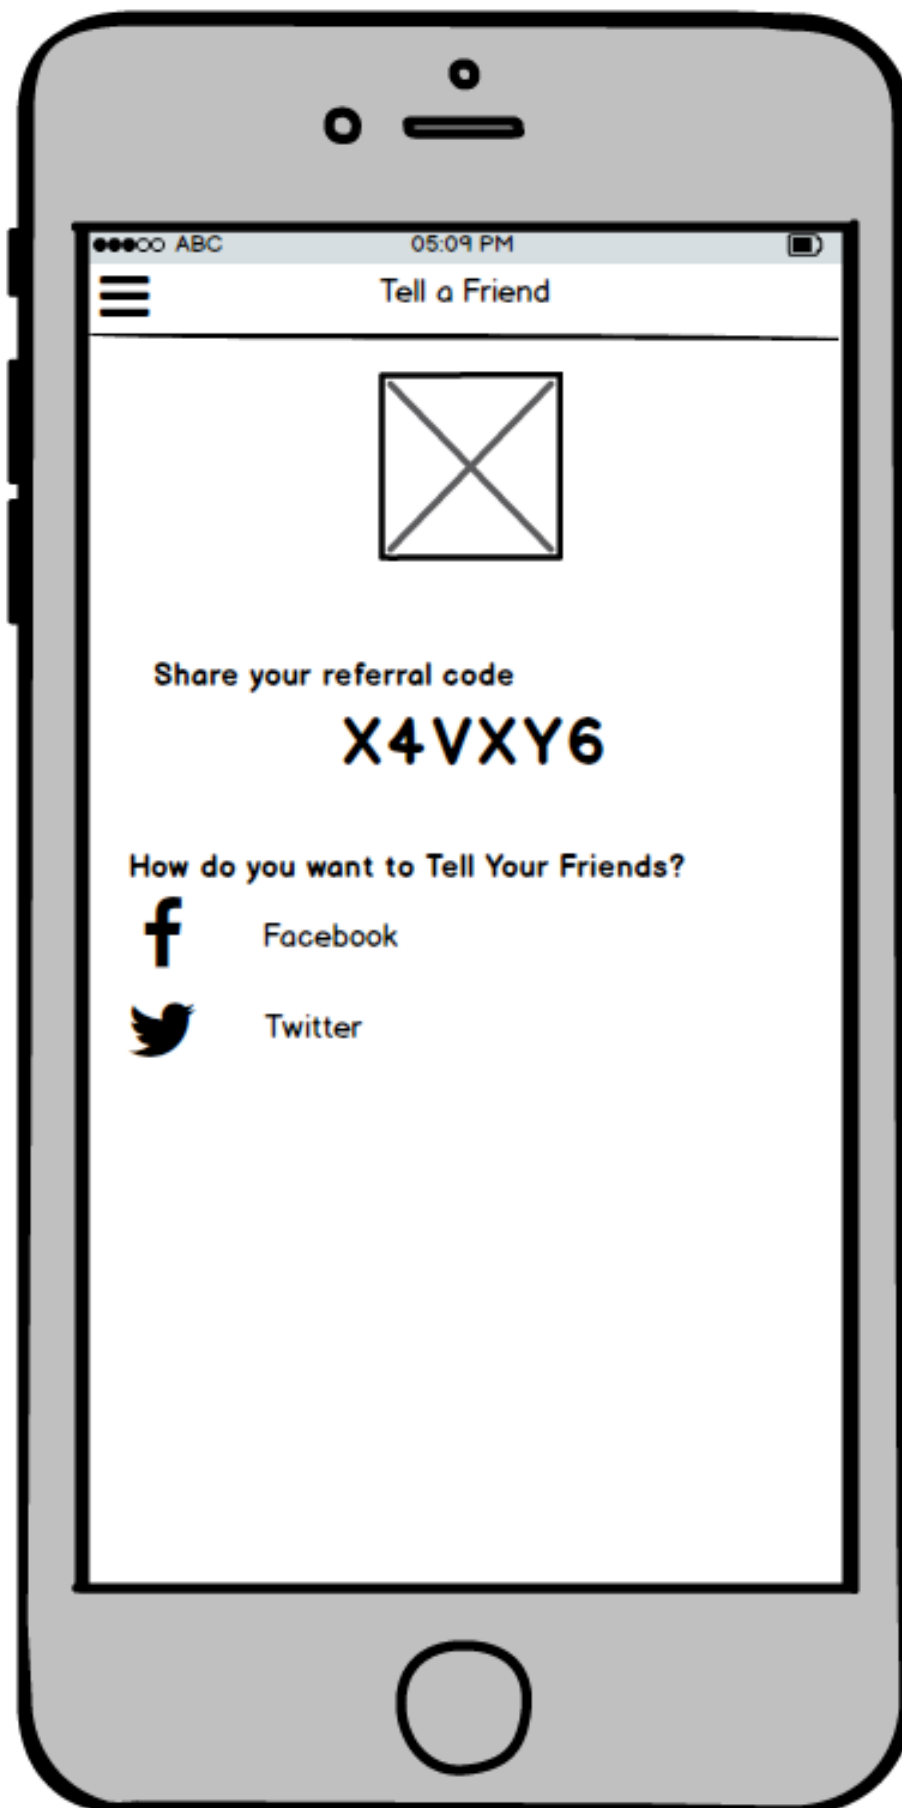 ABC 05:09 PM
Tell a Friend
Share your referral code
X4VXY6
How do you want to Tell Your Friends?
Facebook
Twitter